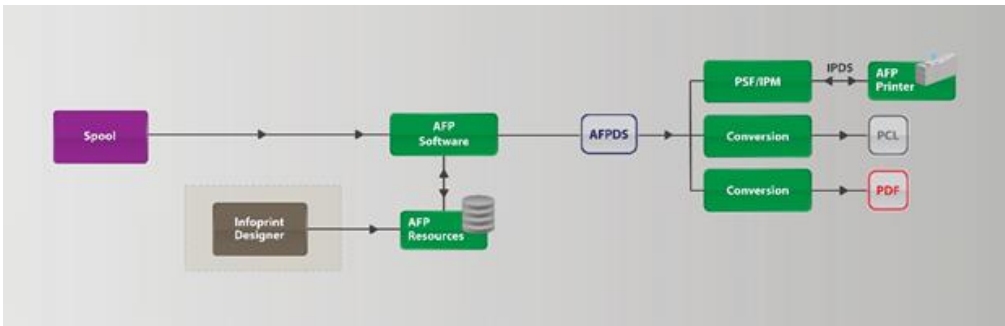 Spool
Infoprint
Designer
AFP
Software
AFP
Resources
AFPDS
PSF/IPM
IPDS
AFP
Printer
Conversion
PCL
Conversion
PDF